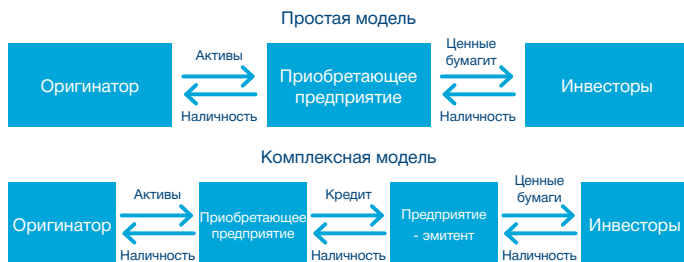 Простая модель
Оригинатор
Активы
Наличность
Приобретающее
предприятие
Ценные
бумагит
Наличность
Инвесторы
Комплексная модель
Оригинатор
Активы
Наличность
Приобретающее
предприятие
Кредит
Наличность
Предприятие
- эмитент
Ценные
бумаги
Наличность
Инвесторы